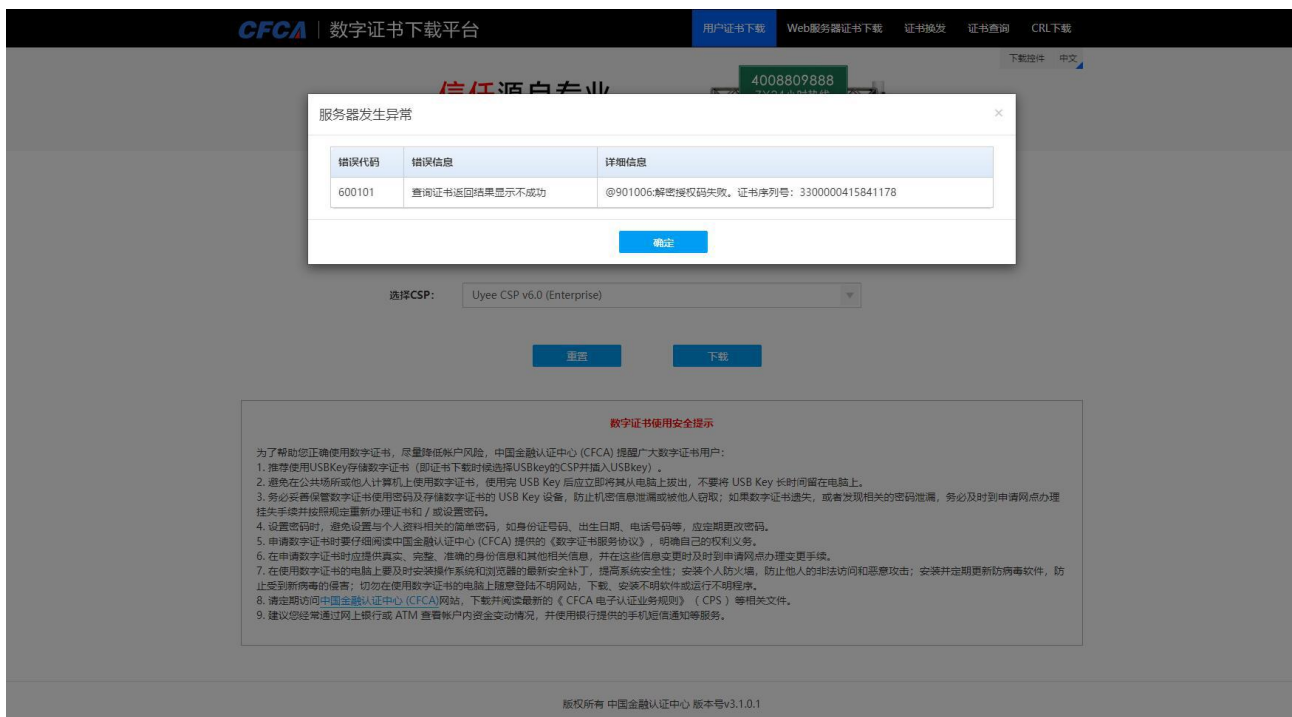 CFCA 数字证书下载平台
用户证书下载 Web服务器证书下载 证书换发 证书查询 CRL下载
下载控件 中文
信任源自专业
4008809888
服务器发生异常 ×
错误代码 错误信息 详细信息
600101 查询证书返回结果显示不成功 @901006:解密授权码失败。证书序列号：3300000415841178
确定
选择CSP： Uyee CSP v6.0 (Enterprise)
重置 下载
数字证书使用安全提示
为了帮助您正确使用数字证书，尽量降低帐户风险，中国金融认证中心 (CFCA) 提醒广大数字证书用户：
1. 推荐使用USBKey存储数字证书（即证书下载时候选择USBkey的CSP并插入USBkey）。
2. 避免在公共场所或他人计算机上使用数字证书，使用完 USB Key 后应立即将其从电脑上拔出，不要将 USB Key 长时间留在电脑上。
3. 务必妥善保管数字证书使用密码及存储数字证书的 USB Key 设备，防止机密信息泄漏或被他人窃取；如果数字证书遗失，或者发现相关的密码泄漏，务必及时到申请网点办理
挂失手续并按照规定重新办理证书和 / 或设置密码。
4. 设置密码时，避免设置与个人资料相关的简单密码，如身份证号码、出生日期、电话号码等，应定期更改密码。
5. 申请数字证书时要仔细阅读中国金融认证中心 (CFCA) 提供的《数字证书服务协议》，明确自己的权利义务。
6. 在申请数字证书时应提供真实、完整、准确的身份信息和其他相关信息，并在这些信息变更时及时到申请网点办理变更手续。
7. 在使用数字证书的电脑上要及时安装操作系统和浏览器的最新安全补丁，提高系统安全性；安装个人防火墙，防止他人的非法访问和恶意攻击；安装并定期更新防病毒软件，防
止受到新病毒的侵害；切勿在使用数字证书的电脑上随意登陆不明网站，下载、安装不明软件或运行不明程序。
8. 请定期访问中国金融认证中心 (CFCA)网站，下载并阅读最新的《 CFCA 电子认证业务规则》（ CPS ）等相关文件。
9. 建议您经常通过网上银行或 ATM 查看帐户内资金变动情况，并使用银行提供的手机短信通知等服务。
版权所有 中国金融认证中心 版本号v3.1.0.1